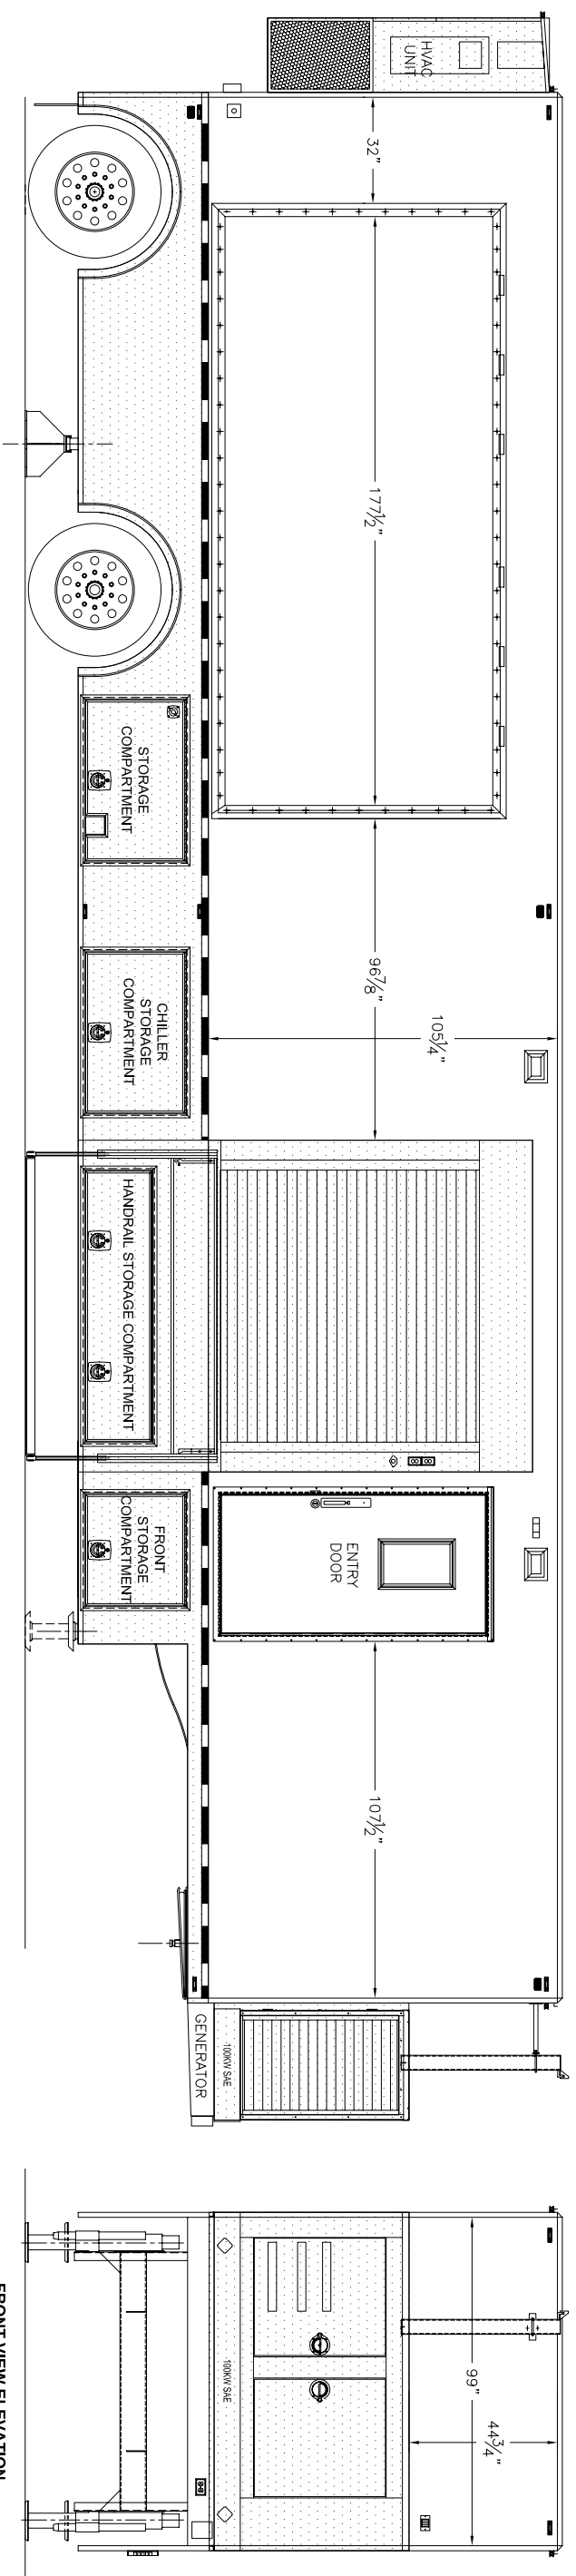 HVAC
UNIT
32"
177½"
96⅞"
105¼"
STORAGE
COMPARTMENT
CHILLER
STORAGE
COMPARTMENT
HANDRAIL STORAGE COMPARTMENT
FRONT
STORAGE
COMPARTMENT
ENTRY
DOOR
107½"
GENERATOR
100KW SAE
100KW SAE
99"
44¾"
FRONT VIEW ELEVATION